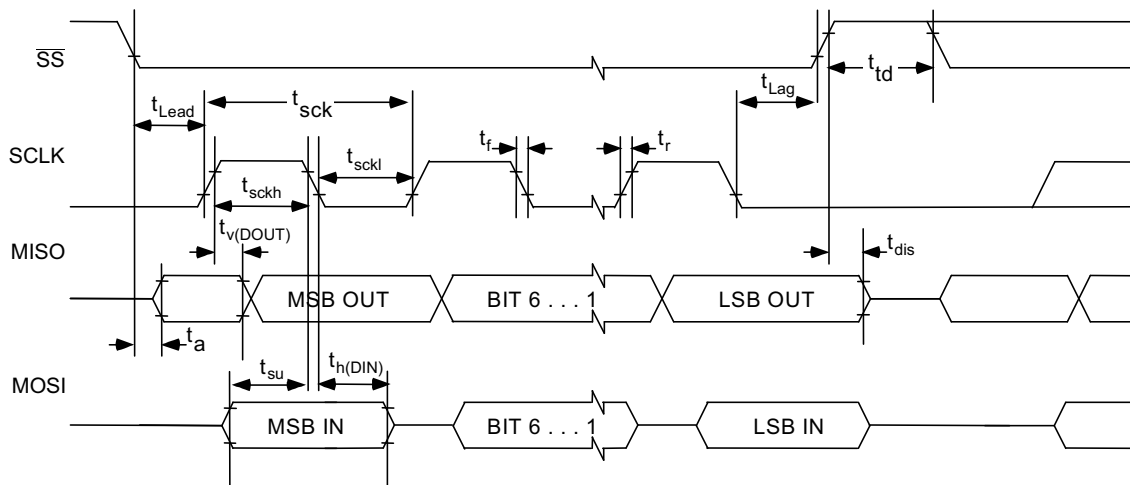 SS
t_td
t_Lead
t_sck
t_Lag
SCLK
t_f
t_r
t_sckl
t_sckh
t_v(DOUT)
MISO
t_dis
MSB OUT
BIT 6 . . . 1
LSB OUT
t_a
t_su
t_h(DIN)
MOSI
MSB IN
BIT 6 . . . 1
LSB IN